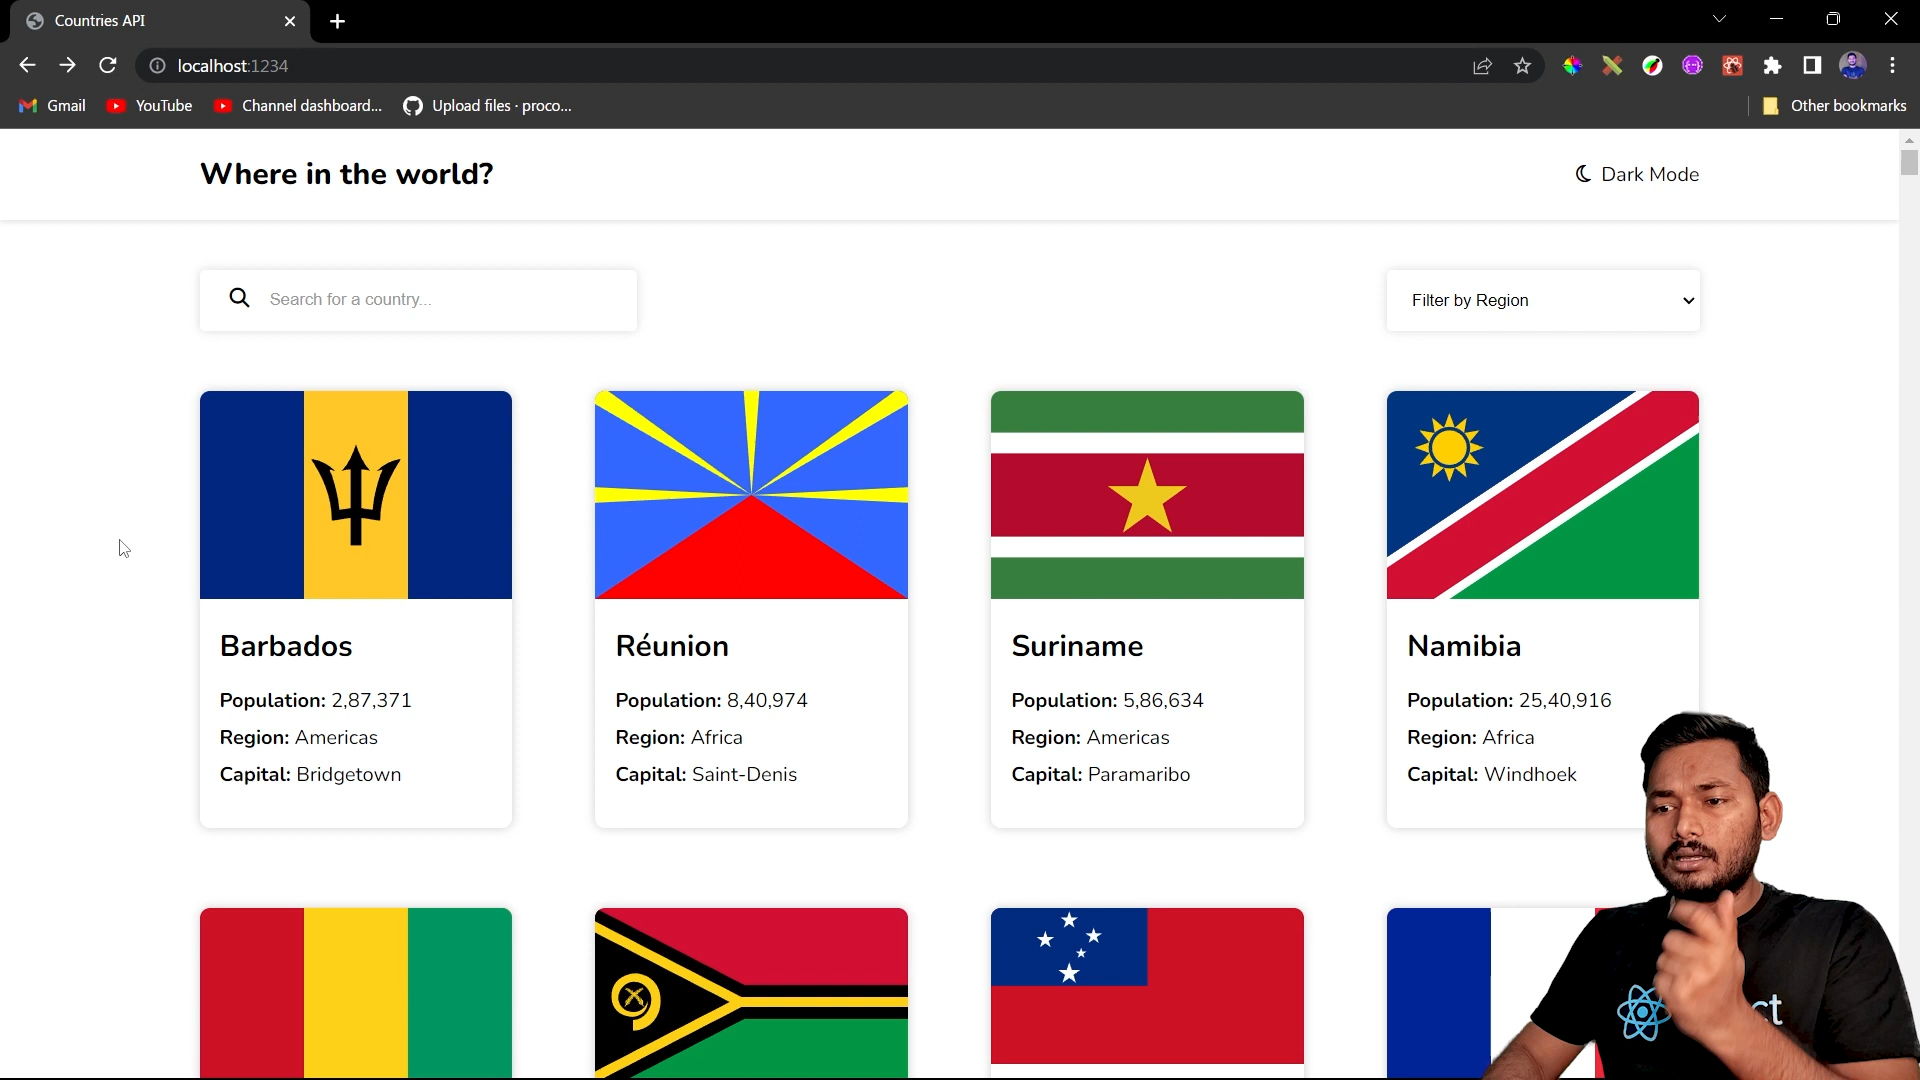 Countries API
localhost:1234
Gmail
YouTube
Channel dashboard...
Upload files · proco...
Other bookmarks
Where in the world?
Dark Mode
Search for a country...
Filter by Region
Barbados
Population: 2,87,371
Region: Americas
Capital: Bridgetown
Réunion
Population: 8,40,974
Region: Africa
Capital: Saint-Denis
Suriname
Population: 5,86,634
Region: Americas
Capital: Paramaribo
Namibia
Population: 25,40,916
Region: Africa
Capital: Windhoek